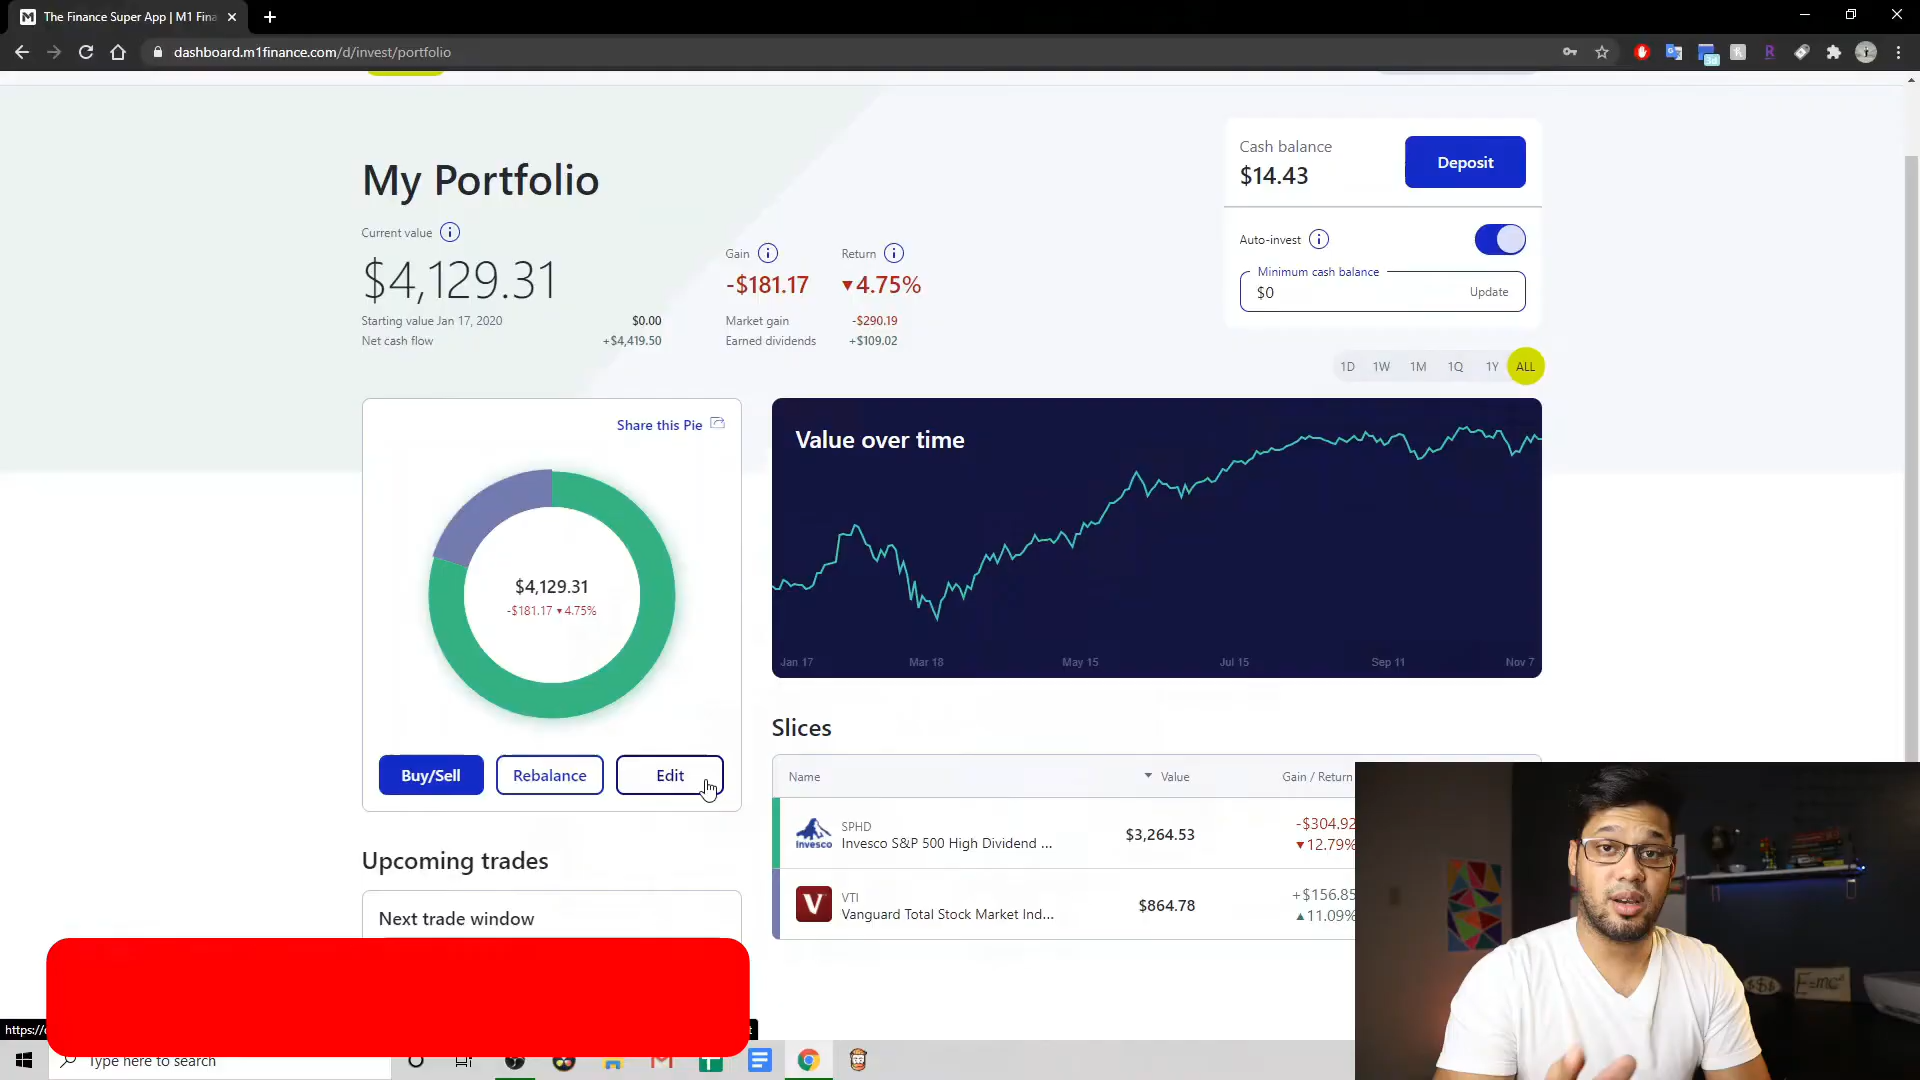 The Finance Super App | M1 Fina
dashboard.m1finance.com/d/invest/portfolio
My Portfolio
Current value
$4,129.31
Starting value Jan 17, 2020 $0.00
Net cash flow +$4,419.50
Gain
-$181.17
Return
▼4.75%
Market gain -$290.19
Earned dividends +$109.02
Cash balance
$14.43
Deposit
Auto-invest
Minimum cash balance
$0 Update
1D 1W 1M 1Q 1Y ALL
Share this Pie
$4,129.31
-$181.17 ▼4.75%
Buy/Sell Rebalance Edit
Value over time
Jan 17 Mar 18 May 15 Jul 15 Sep 11 Nov 7
Slices
Name ▼ Value Gain / Return
Invesco
SPHD
Invesco S&P 500 High Dividend ...
$3,264.53
-$304.92
▼12.79%
V
VTI
Vanguard Total Stock Market Ind...
$864.78
+$156.85
▲11.09%
Upcoming trades
Next trade window
Type here to search
$$$
E=mc²